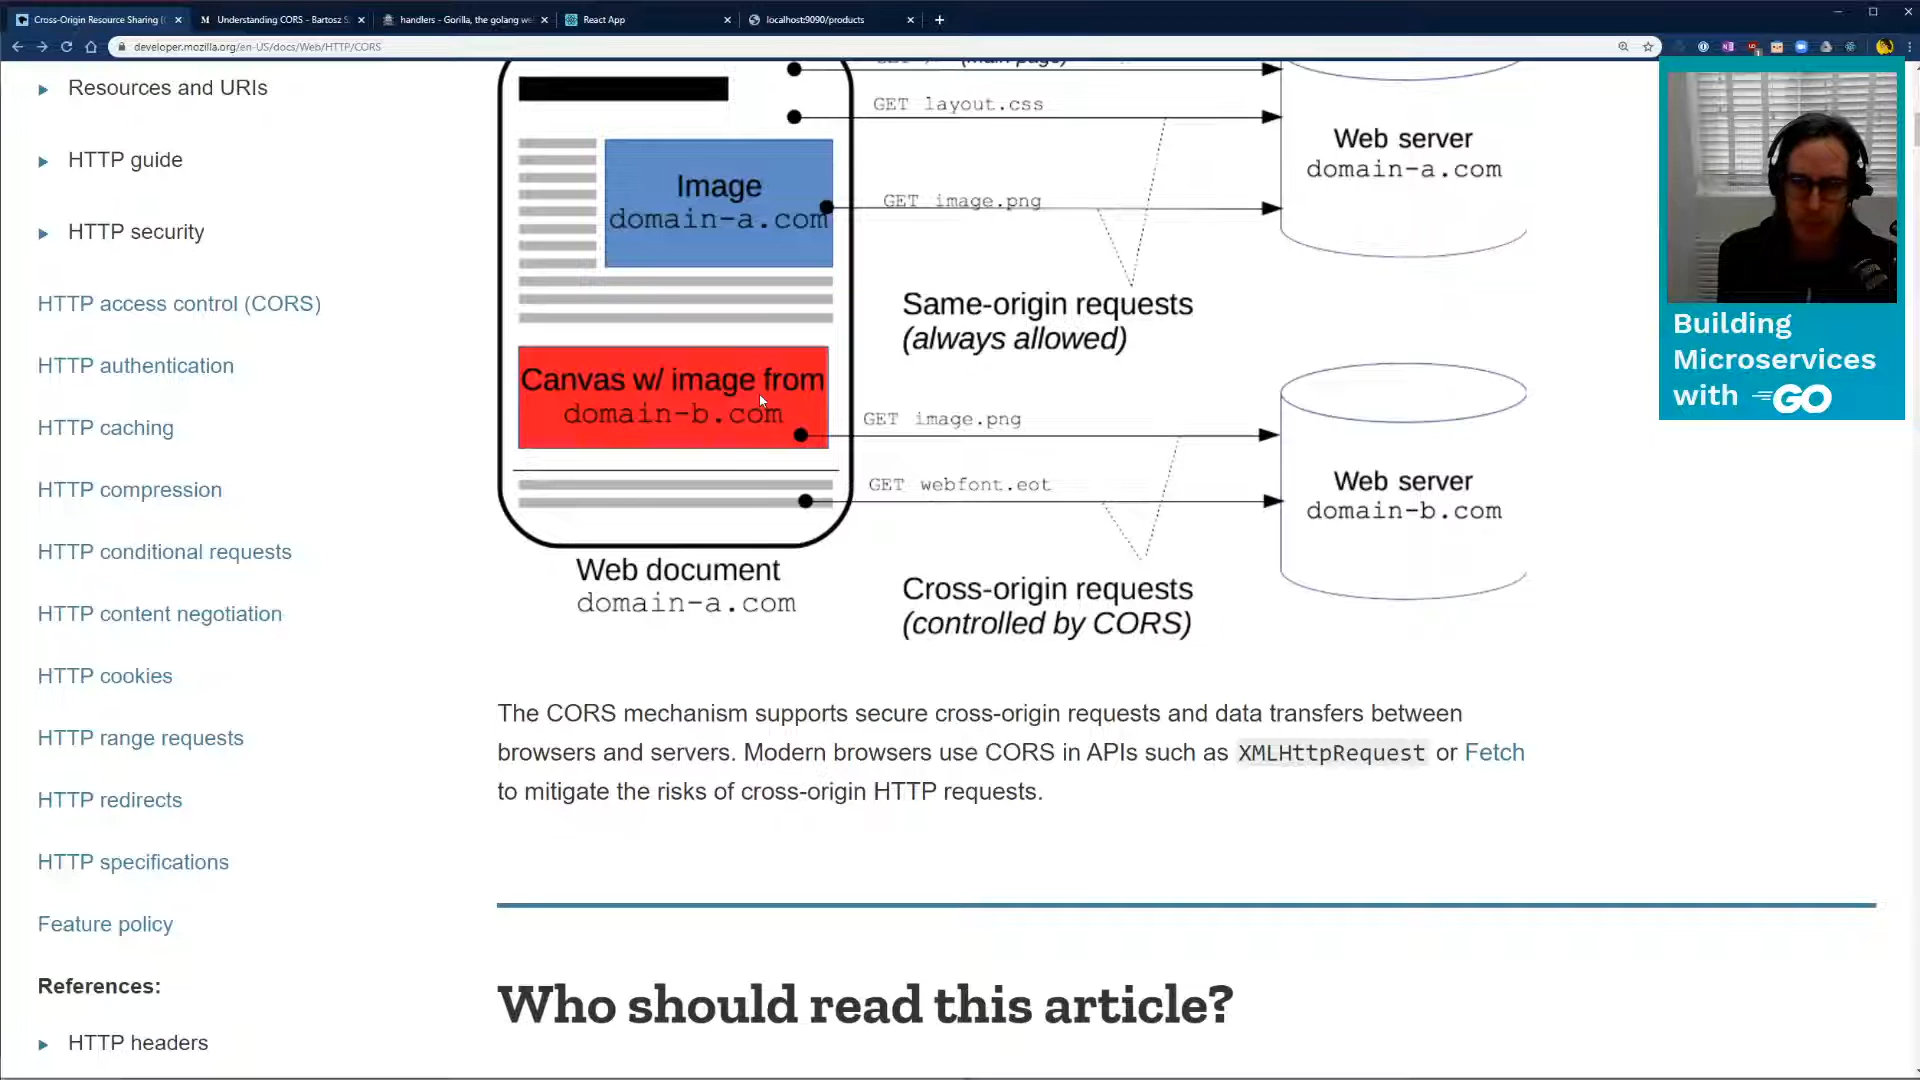 Cross-Origin Resource Sharing (
Understanding CORS – Bartosz S
handlers - Gorilla, the golang we
React App
localhost:9090/products
developer.mozilla.org/en-US/docs/Web/HTTP/CORS
Resources and URIs
HTTP guide
HTTP security
HTTP access control (CORS)
HTTP authentication
HTTP caching
HTTP compression
HTTP conditional requests
HTTP content negotiation
HTTP cookies
HTTP range requests
HTTP redirects
HTTP specifications
Feature policy
References:
HTTP headers
GET layout.css
Image
domain-a.com
GET image.png
Web server
domain-a.com
Same-origin requests
(always allowed)
Canvas w/ image from
domain-b.com
GET image.png
GET webfont.eot
Web server
domain-b.com
Web document
domain-a.com
Cross-origin requests
(controlled by CORS)
The CORS mechanism supports secure cross-origin requests and data transfers between
browsers and servers. Modern browsers use CORS in APIs such as XMLHttpRequest or Fetch
to mitigate the risks of cross-origin HTTP requests.
Who should read this article?
Building
Microservices
with GO